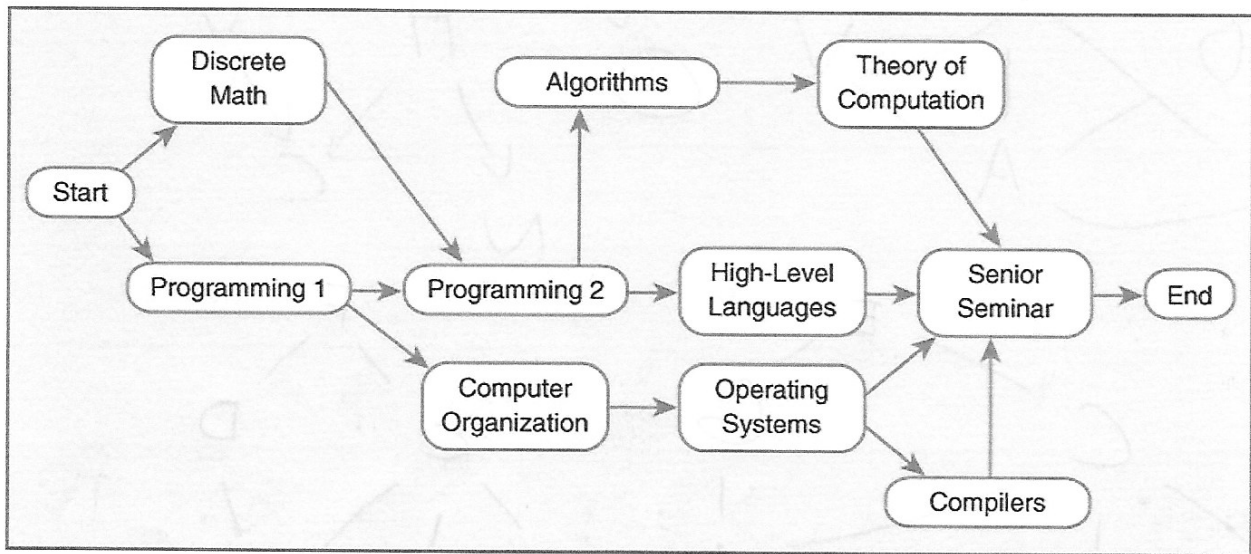 Discrete
Math
Algorithms
Theory of
Computation
Start
Programming 1
Programming 2
High-Level
Languages
Senior
Seminar
End
Computer
Organization
Operating
Systems
Compilers